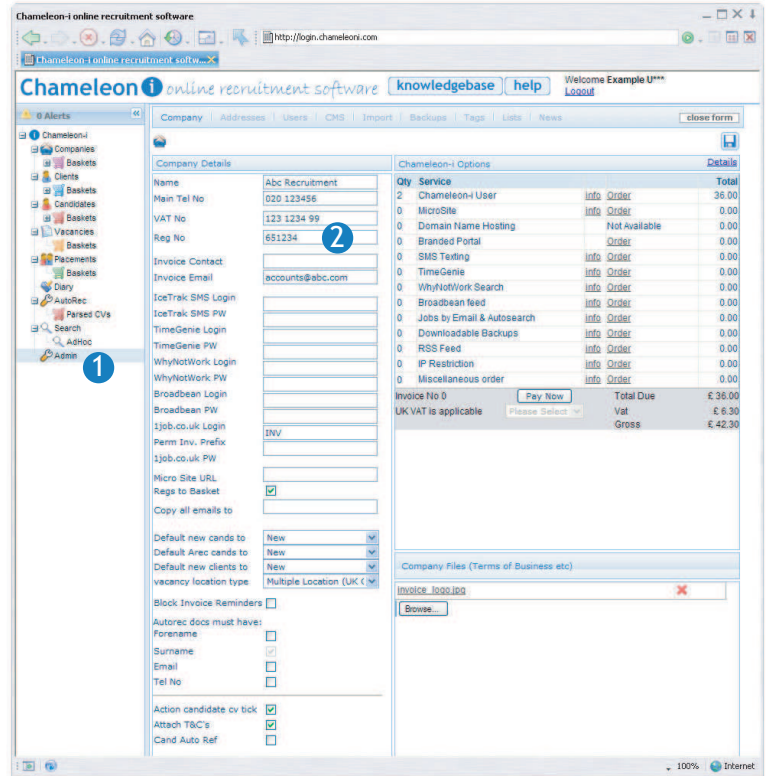 Chameleon-i online recruitment software
http://login.chameleoni.com
Chameleon-i online recruitment softw...
Chameleon i online recruitment software knowledgebase help Welcome Example U*** Logout
0 Alerts
Company Addresses Users CMS Import Backups Tags Lists News close form
Chameleon-i
Companies
Baskets
Clients
Baskets
Candidates
Baskets
Vacancies
Baskets
Placements
Baskets
Diary
AutoRec
Parsed CVs
Search
AdHoc
Admin
1
Company Details
Name Abc Recruitment
Main Tel No 020 123456
VAT No 123 1234 99
Reg No 651234
2
Invoice Contact
Invoice Email accounts@abc.com
IceTrak SMS Login
IceTrak SMS PW
TimeGenie Login
TimeGenie PW
WhyNotWork Login
WhyNotWork PW
Broadbean Login
Broadbean PW
1job.co.uk Login
INV
Perm Inv. Prefix
1job.co.uk PW
Micro Site URL
Regs to Basket
Copy all emails to
Default new cands to New
Default Arec cands to New
Default new clients to New
vacancy location type Multiple Location (UK (
Block Invoice Reminders
Autorec docs must have:
Forename
Surname
Email
Tel No
Action candidate cv tick
Attach T&C's
Cand Auto Ref
Chameleon-i Options Details
Qty Service Total
2 Chameleon-i User info Order 36.00
0 MicroSite info Order 0.00
0 Domain Name Hosting Not Available 0.00
0 Branded Portal Order 0.00
0 SMS Texting info Order 0.00
0 TimeGenie info Order 0.00
0 WhyNotWork Search info Order 0.00
0 Broadbean feed info Order 0.00
0 Jobs by Email & Autosearch info Order 0.00
0 Downloadable Backups info Order 0.00
0 RSS Feed info Order 0.00
0 IP Restriction info Order 0.00
0 Miscellaneous order info Order 0.00
Invoice No 0 Pay Now Total Due £ 36.00
UK VAT is applicable Please Select Vat £ 6.30
Gross £ 42.30
Company Files (Terms of Business etc)
invoice_logo.jpg
Browse...
100% Internet